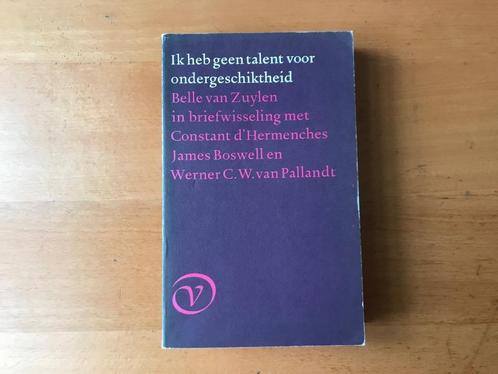 Ik heb geen talent voor
ondergeschiktheid
Belle van Zuylen
in briefwisseling met
Constant d'Hermenches
James Boswell en
Werner C. W. van Pallandt
V